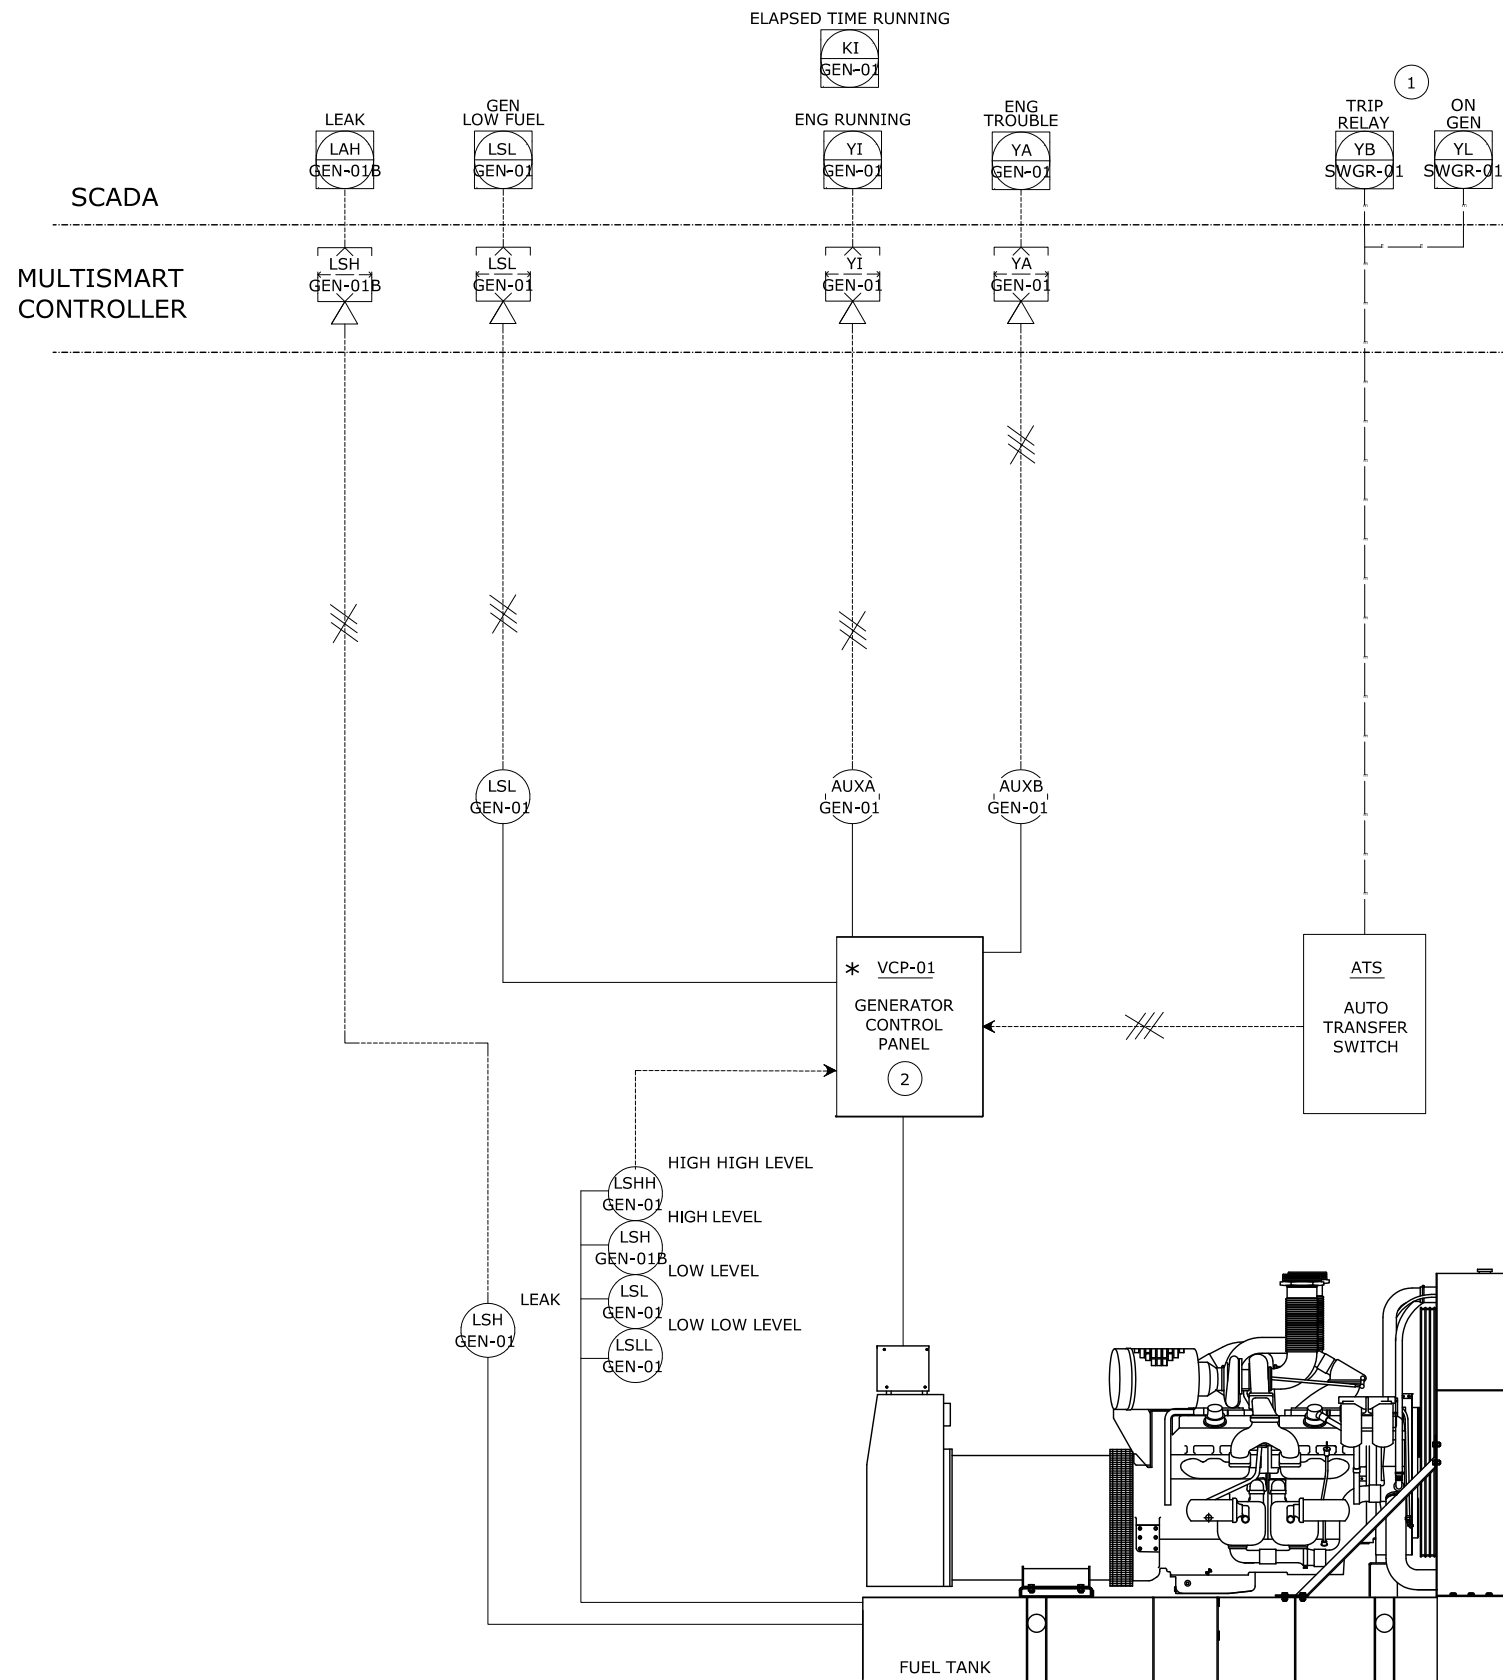 ELAPSED TIME RUNNING
KI
GEN-01
1
LEAK
GEN
LOW FUEL
ENG RUNNING
ENG
TROUBLE
TRIP
RELAY
ON
GEN
LAH
GEN-01B
LSL
GEN-01
YI
GEN-01
YA
GEN-01
YB
SWGR-01
YL
SWGR-01
SCADA
MULTISMART
CONTROLLER
LSH
GEN-01B
LSL
GEN-01
YI
GEN-01
YA
GEN-01
LSL
GEN-01
AUXA
GEN-01
AUXB
GEN-01
* VCP-01
GENERATOR
CONTROL
PANEL
2
ATS
AUTO
TRANSFER
SWITCH
HIGH HIGH LEVEL
LSHH
GEN-01
HIGH LEVEL
LSH
GEN-01B
LOW LEVEL
LSL
GEN-01
LOW LOW LEVEL
LSLL
GEN-01
LEAK
LSH
GEN-01
FUEL TANK